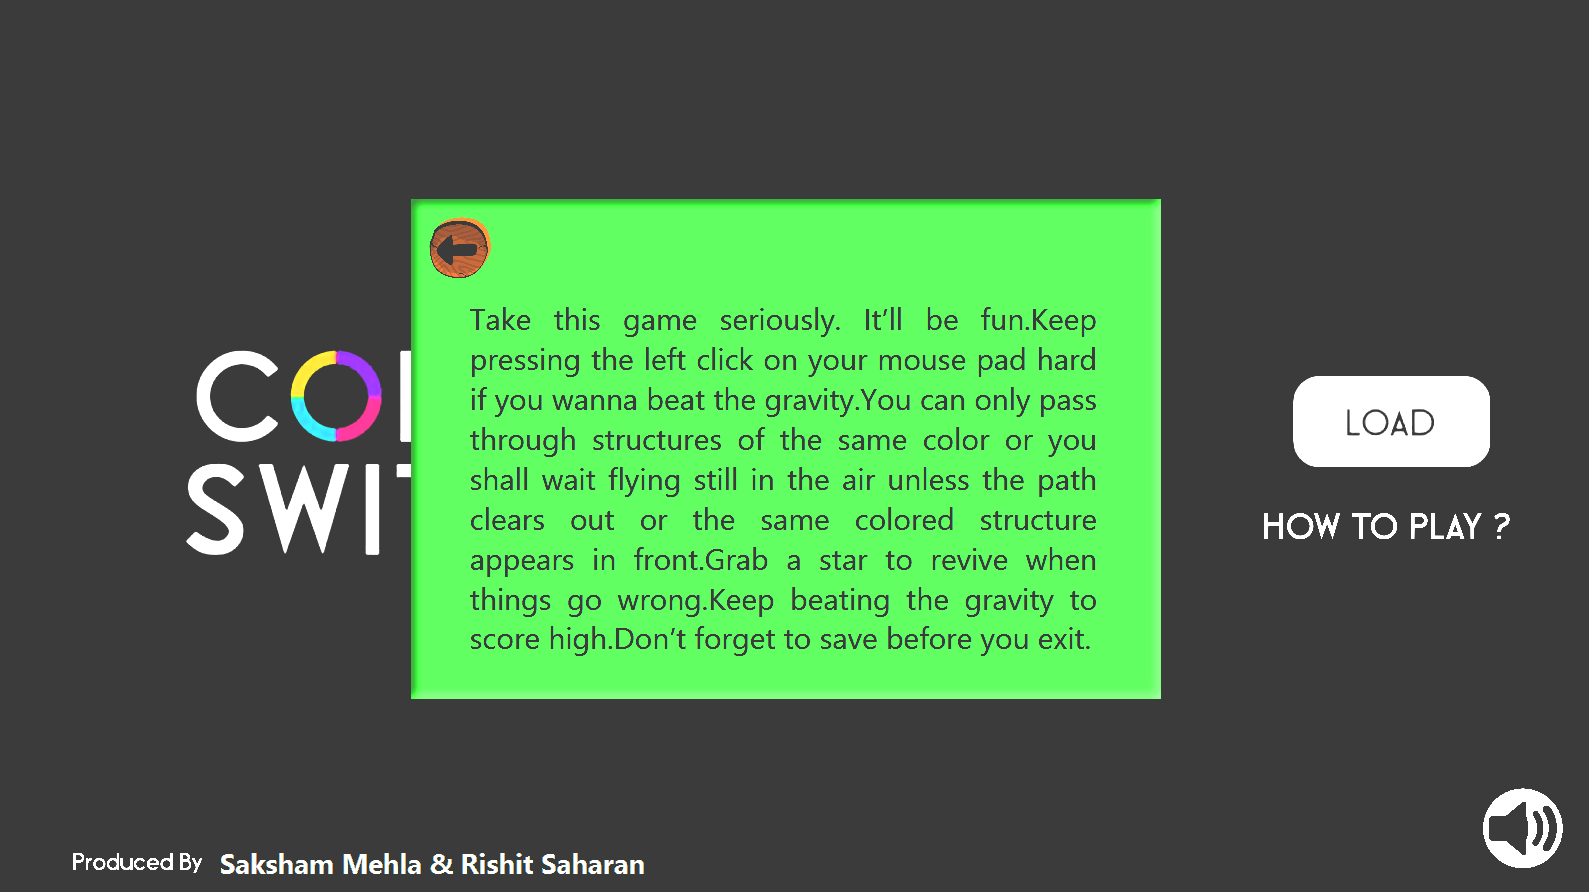 Take this game seriously. It’ll be fun.Keep
pressing the left click on your mouse pad hard
if you wanna beat the gravity.You can only pass
through structures of the same color or you
shall wait flying still in the air unless the path
clears out or the same colored structure
appears in front.Grab a star to revive when
things go wrong.Keep beating the gravity to
score high.Don’t forget to save before you exit.
CO
SWI
LOAD
HOW TO PLAY ?
Produced By Saksham Mehla & Rishit Saharan